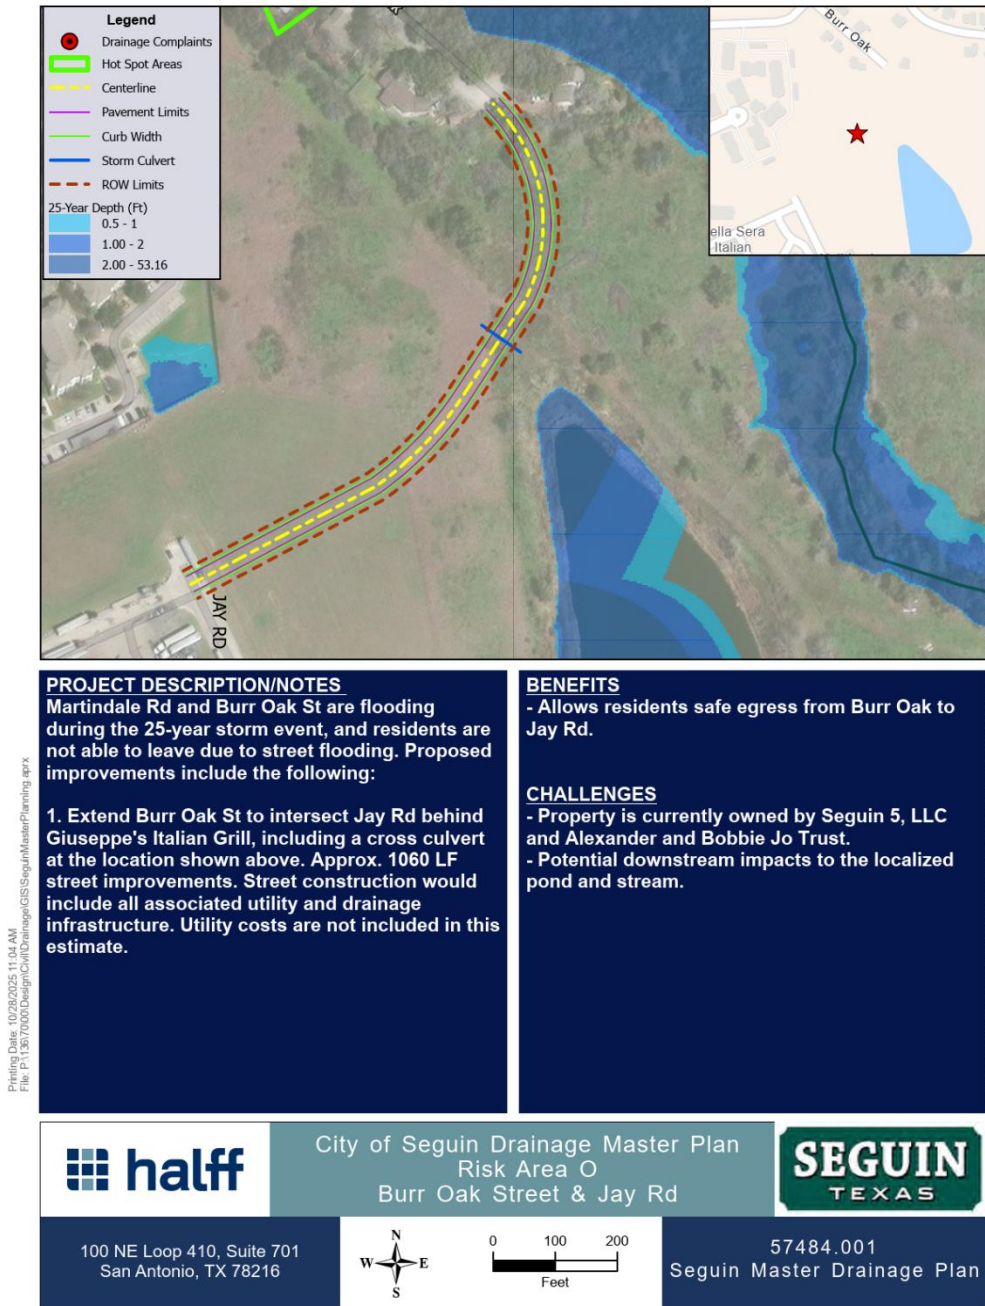 Legend
Drainage Complaints
Hot Spot Areas
Centerline
Pavement Limits
Curb Width
Storm Culvert
ROW Limits
25-Year Depth (Ft)
0.5 - 1
1.00 - 2
2.00 - 53.16
Burr Oak
ella Sera
Italian
JAY RD
PROJECT DESCRIPTION/NOTES
Martindale Rd and Burr Oak St are flooding
during the 25-year storm event, and residents are
not able to leave due to street flooding. Proposed
improvements include the following:
1. Extend Burr Oak St to intersect Jay Rd behind
Giuseppe's Italian Grill, including a cross culvert
at the location shown above. Approx. 1060 LF
street improvements. Street construction would
include all associated utility and drainage
infrastructure. Utility costs are not included in this
estimate.
BENEFITS
- Allows residents safe egress from Burr Oak to
Jay Rd.
CHALLENGES
- Property is currently owned by Seguin 5, LLC
and Alexander and Bobbie Jo Trust.
- Potential downstream impacts to the localized
pond and stream.
Printing Date: 10/28/2025 11:04 AM
File: P:\136\70\00\Design\Civil\Drainage\GIS\SeguinMasterPlanning.aprx
halff
City of Seguin Drainage Master Plan
Risk Area O
Burr Oak Street & Jay Rd
SEGUIN
TEXAS
100 NE Loop 410, Suite 701
San Antonio, TX 78216
N
W E
S
0 100 200
Feet
57484.001
Seguin Master Drainage Plan